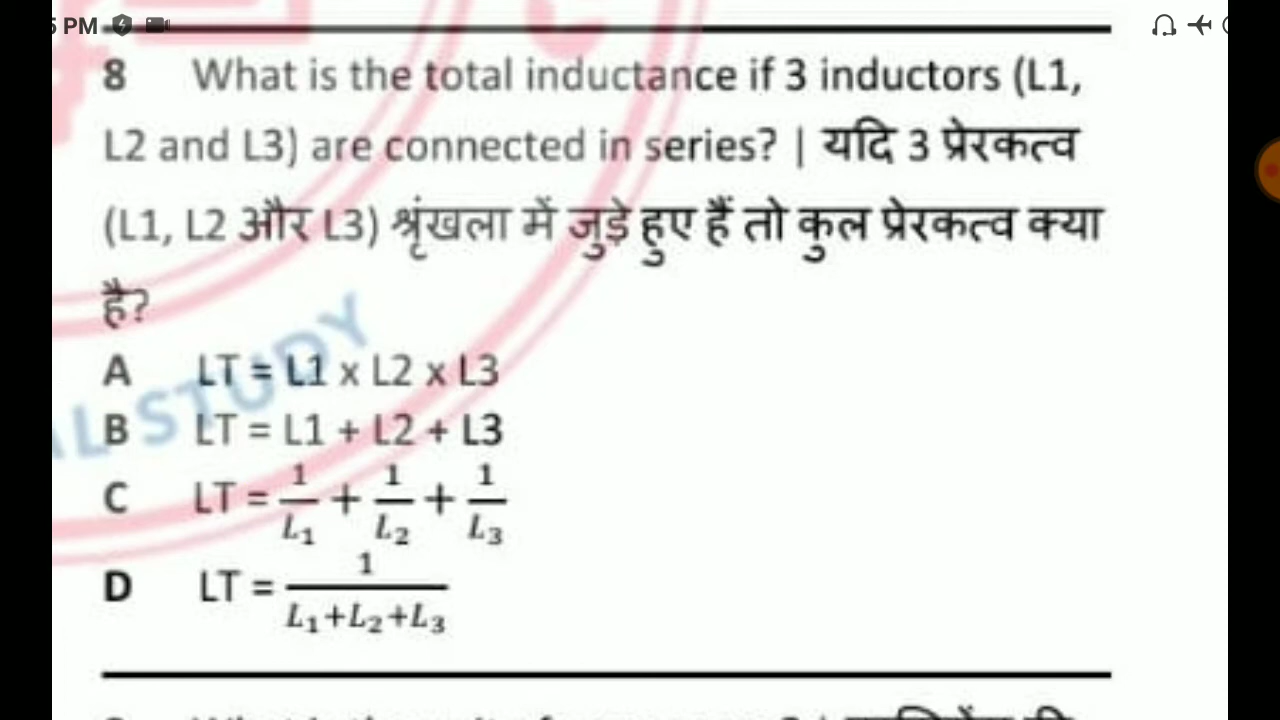 5 PM
8 What is the total inductance if 3 inductors (L1,
L2 and L3) are connected in series? | यदि 3 प्रेरकत्व
(L1, L2 और L3) श्रृंखला में जुड़े हुए हैं तो कुल प्रेरकत्व क्या
है?
A LT = L1 x L2 x L3
B LT = L1 + L2 + L3
C LT = 1/L₁ + 1/L₂ + 1/L₃
D LT = 1/L₁+L₂+L₃
AL STUDY